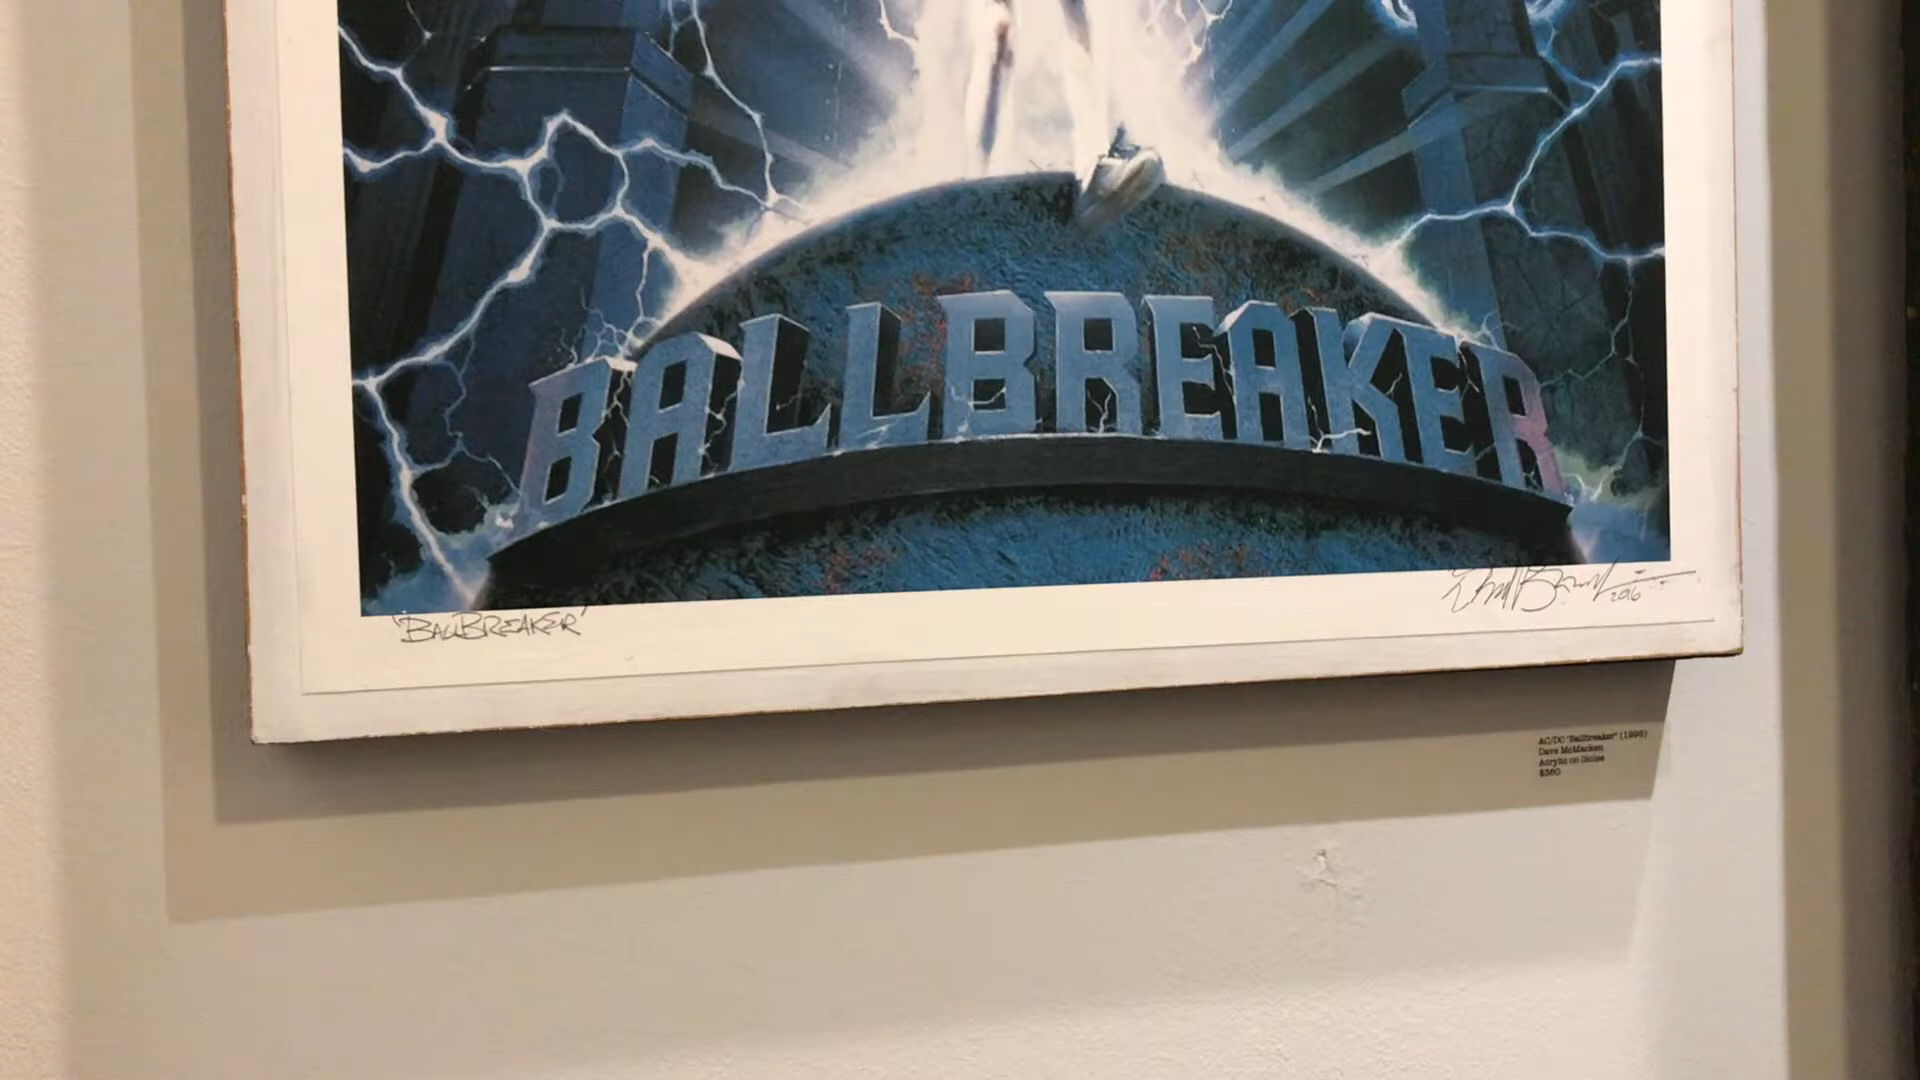 BALLBREAKER
"BALLBREAKER"
2016
AC/DC "Ballbreaker" (1995)
Dave McMacken
Acrylic on Giclee
$350